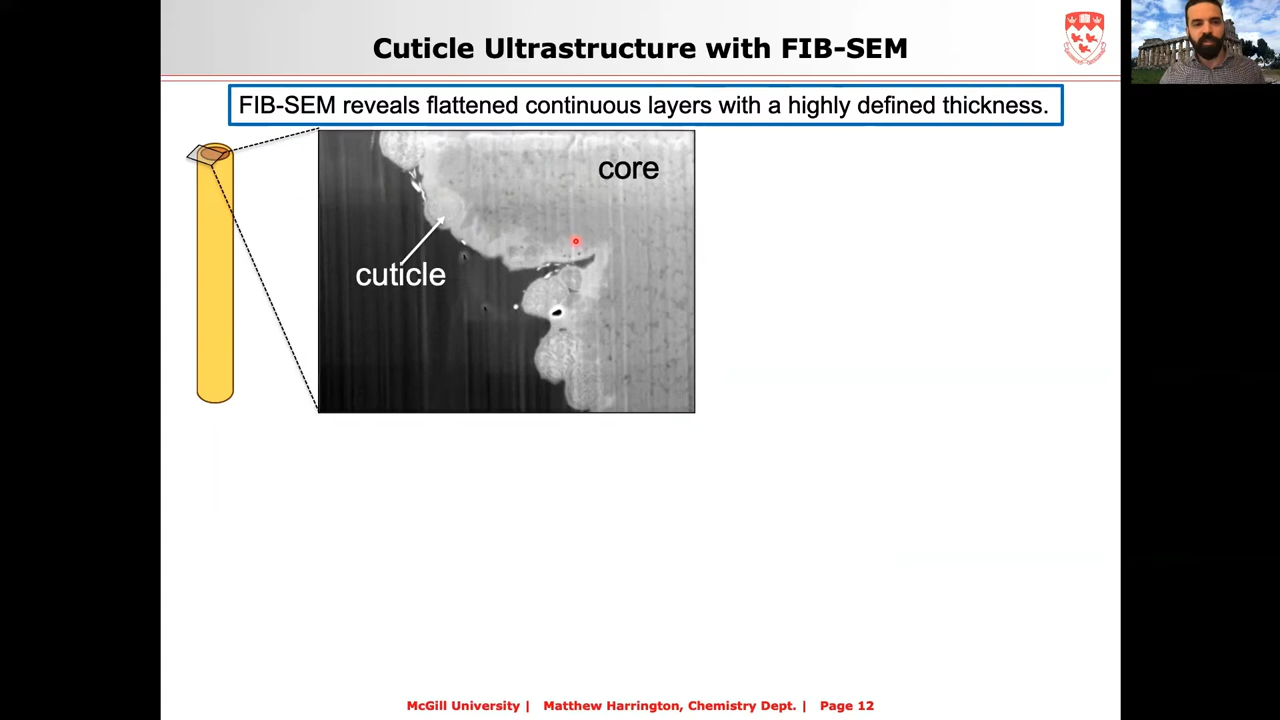 Cuticle Ultrastructure with FIB-SEM
FIB-SEM reveals flattened continuous layers with a highly defined thickness.
core
cuticle
McGill University | Matthew Harrington, Chemistry Dept. | Page 12